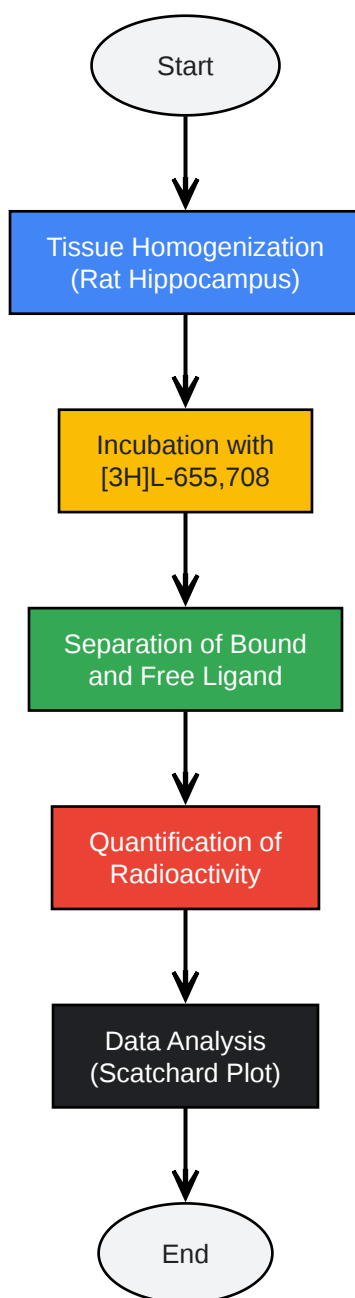 Start
Tissue Homogenization
(Rat Hippocampus)
Incubation with
[3H]L-655,708
Separation of Bound
and Free Ligand
Quantification of
Radioactivity
Data Analysis
(Scatchard Plot)
End